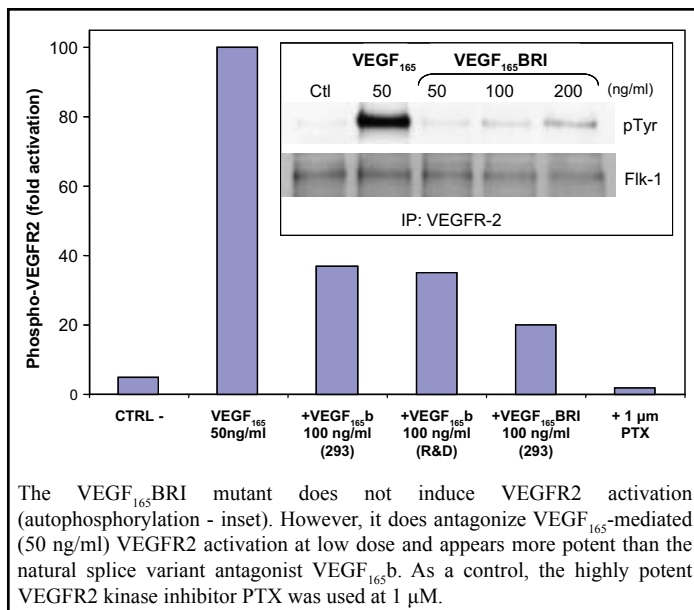 100
80
60
40
20
0
Phospho-VEGFR2 (fold activation)
VEGF₁₆₅ VEGF₁₆₅BRI
Ctl 50 50 100 200 (ng/ml)
pTyr
Flk-1
IP: VEGFR-2
CTRL - VEGF₁₆₅ +VEGF₁₆₅b +VEGF₁₆₅b +VEGF₁₆₅BRI + 1 µm
50ng/ml 100 ng/ml 100 ng/ml 100 ng/ml PTX
(293) (R&D) (293)
The VEGF₁₆₅BRI mutant does not induce VEGFR2 activation
(autophosphorylation - inset). However, it does antagonize VEGF₁₆₅-mediated
(50 ng/ml) VEGFR2 activation at low dose and appears more potent than the
natural splice variant antagonist VEGF₁₆₅b. As a control, the highly potent
VEGFR2 kinase inhibitor PTX was used at 1 µM.